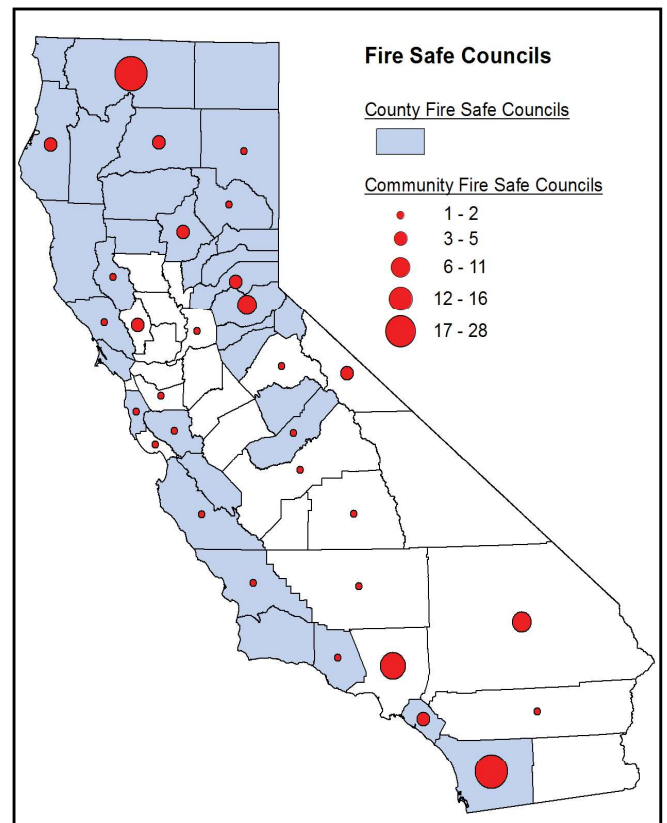 Fire Safe Councils
County Fire Safe Councils
Community Fire Safe Councils
1 - 2
3 - 5
6 - 11
12 - 16
17 - 28